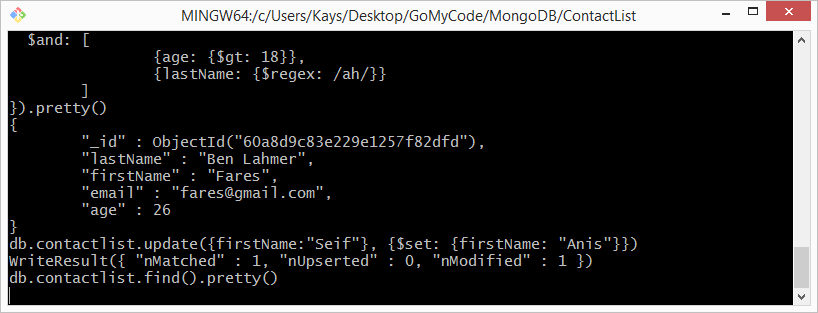 MINGW64:/c/Users/Kays/Desktop/GoMyCode/MongoDB/ContactList
  $and: [
                {age: {$gt: 18}},
                {lastName: {$regex: /ah/}}
        ]
}).pretty()
{
        "_id" : ObjectId("60a8d9c83e229e1257f82dfd"),
        "lastName" : "Ben Lahmer",
        "firstName" : "Fares",
        "email" : "fares@gmail.com",
        "age" : 26
}
db.contactlist.update({firstName:"Seif"}, {$set: {firstName: "Anis"}})
WriteResult({ "nMatched" : 1, "nUpserted" : 0, "nModified" : 1 })
db.contactlist.find().pretty()